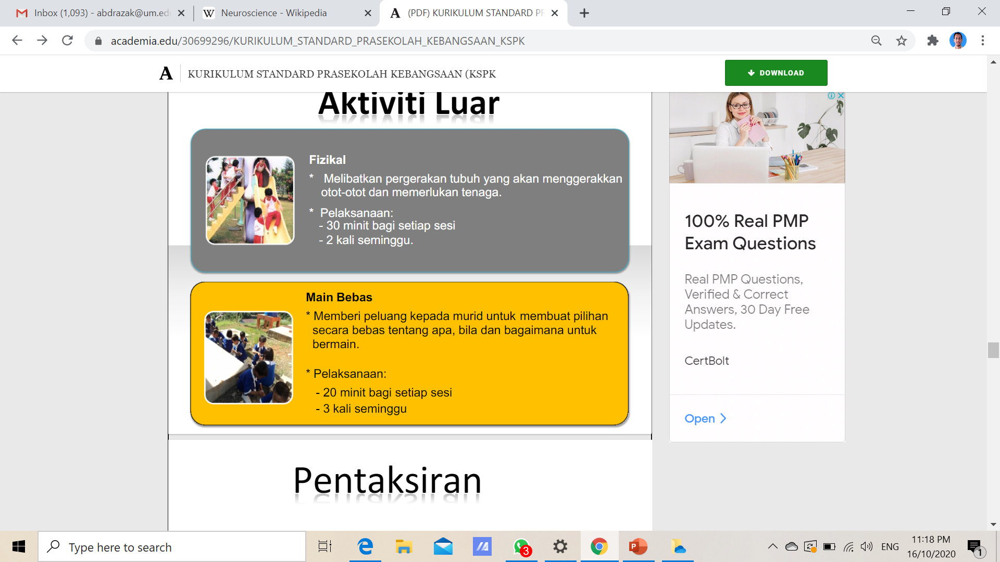 Inbox (1,093) - abdrazak@um.ed
Neuroscience - Wikipedia
(PDF) KURIKULUM STANDARD PR
academia.edu/30699296/KURIKULUM_STANDARD_PRASEKOLAH_KEBANGSAAN_KSPK
A
KURIKULUM STANDARD PRASEKOLAH KEBANGSAAN (KSPK
DOWNLOAD
Aktiviti Luar
Fizikal
* Melibatkan pergerakan tubuh yang akan menggerakkan
otot-otot dan memerlukan tenaga.
* Pelaksanaan:
- 30 minit bagi setiap sesi
- 2 kali seminggu.
Main Bebas
* Memberi peluang kepada murid untuk membuat pilihan
secara bebas tentang apa, bila dan bagaimana untuk
bermain.
* Pelaksanaan:
- 20 minit bagi setiap sesi
- 3 kali seminggu
Pentaksiran
100% Real PMP
Exam Questions
Real PMP Questions,
Verified & Correct
Answers, 30 Day Free
Updates.
CertBolt
Open
Type here to search
3
ENG
11:18 PM
16/10/2020
1